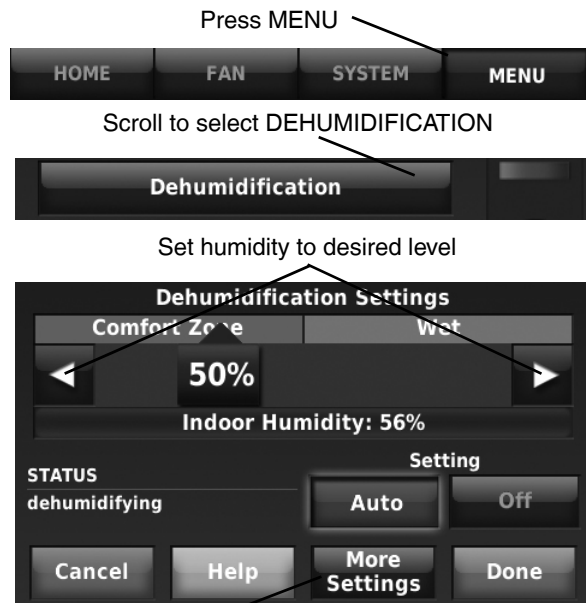 Press MENU
HOME FAN SYSTEM MENU
Scroll to select DEHUMIDIFICATION
Dehumidification
Set humidity to desired level
Dehumidification Settings
Comfort Zone Wet
50%
Indoor Humidity: 56%
Setting
STATUS
dehumidifying
Auto Off
Cancel Help More Settings Done